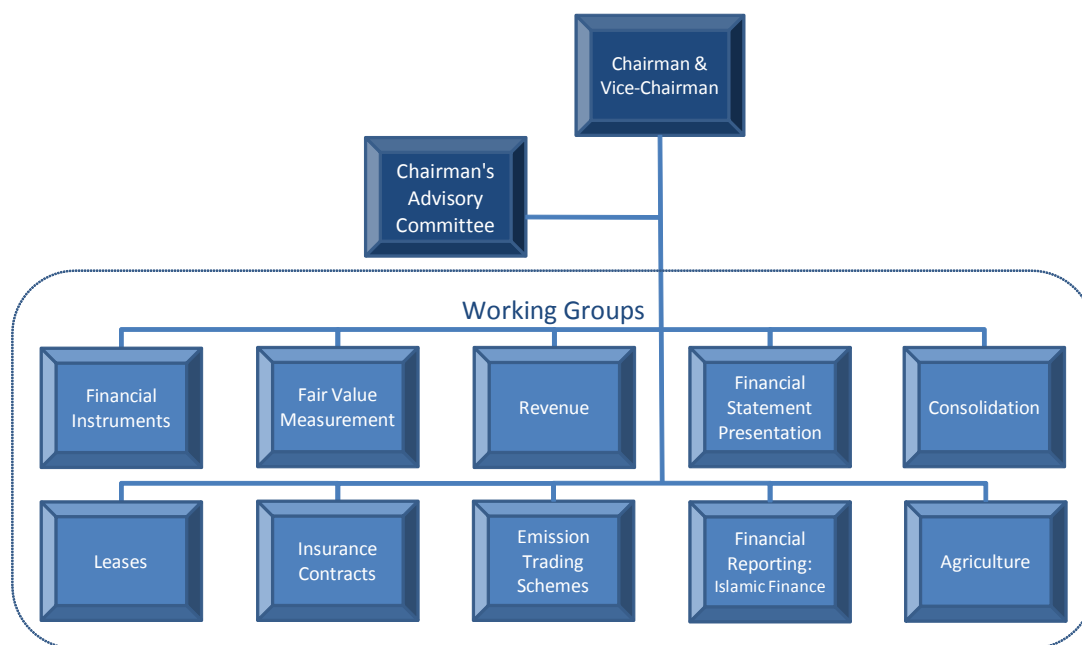 Chairman &
Vice-Chairman
Chairman's
Advisory
Committee
Working Groups
Financial
Instruments
Fair Value
Measurement
Revenue
Financial
Statement
Presentation
Consolidation
Leases
Insurance
Contracts
Emission
Trading
Schemes
Financial
Reporting:
Islamic Finance
Agriculture